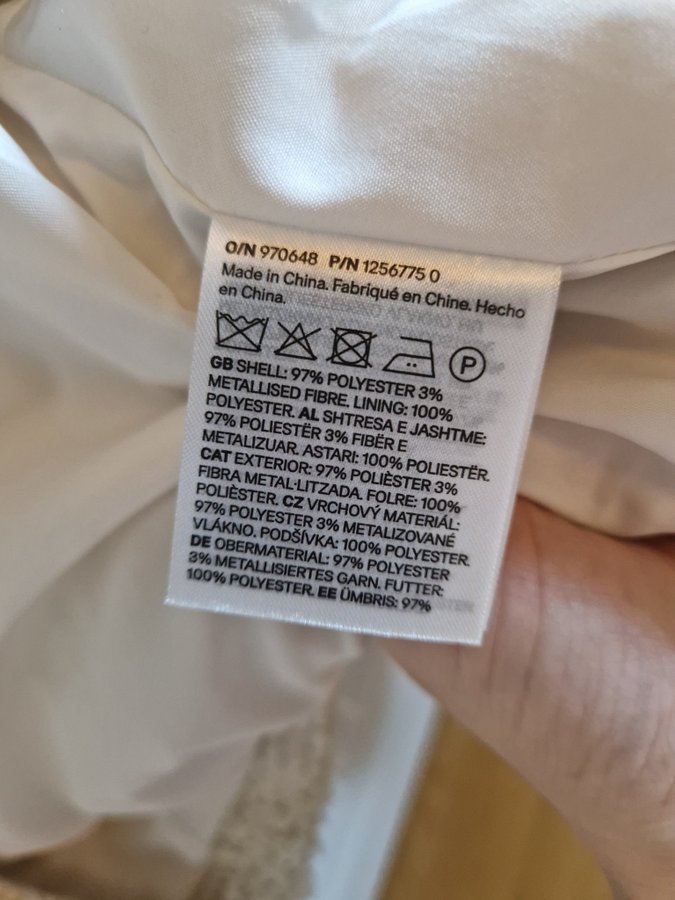 O/N 970648 P/N 1256775 0
Made in China. Fabriqué en Chine. Hecho
en China.
P
GB SHELL: 97% POLYESTER 3%
METALLISED FIBRE. LINING: 100%
POLYESTER. AL SHTRESA E JASHTME:
97% POLIESTËR 3% FIBËR E
METALIZUAR. ASTARI: 100% POLIESTËR.
CAT EXTERIOR: 97% POLIÈSTER 3%
FIBRA METAL·LITZADA. FOLRE: 100%
POLIÈSTER. CZ VRCHOVÝ MATERIÁL:
97% POLYESTER 3% METALIZOVANÉ
VLÁKNO. PODŠÍVKA: 100% POLYESTER.
DE OBERMATERIAL: 97% POLYESTER
3% METALLISIERTES GARN. FUTTER:
100% POLYESTER. EE ÜMBRIS: 97%